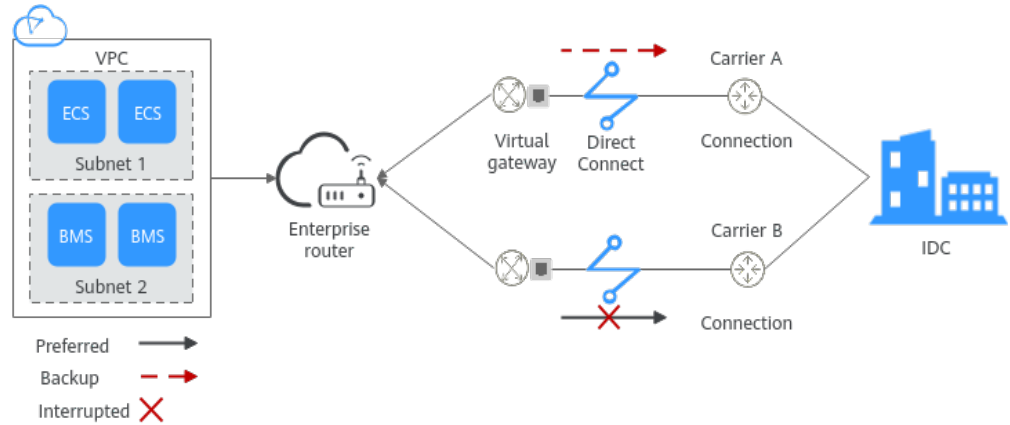 VPC
ECS
ECS
Subnet 1
BMS
BMS
Subnet 2
Enterprise
router
Virtual
gateway
Direct
Connect
Carrier A
Connection
Carrier B
Connection
IDC
Preferred
Backup
Interrupted